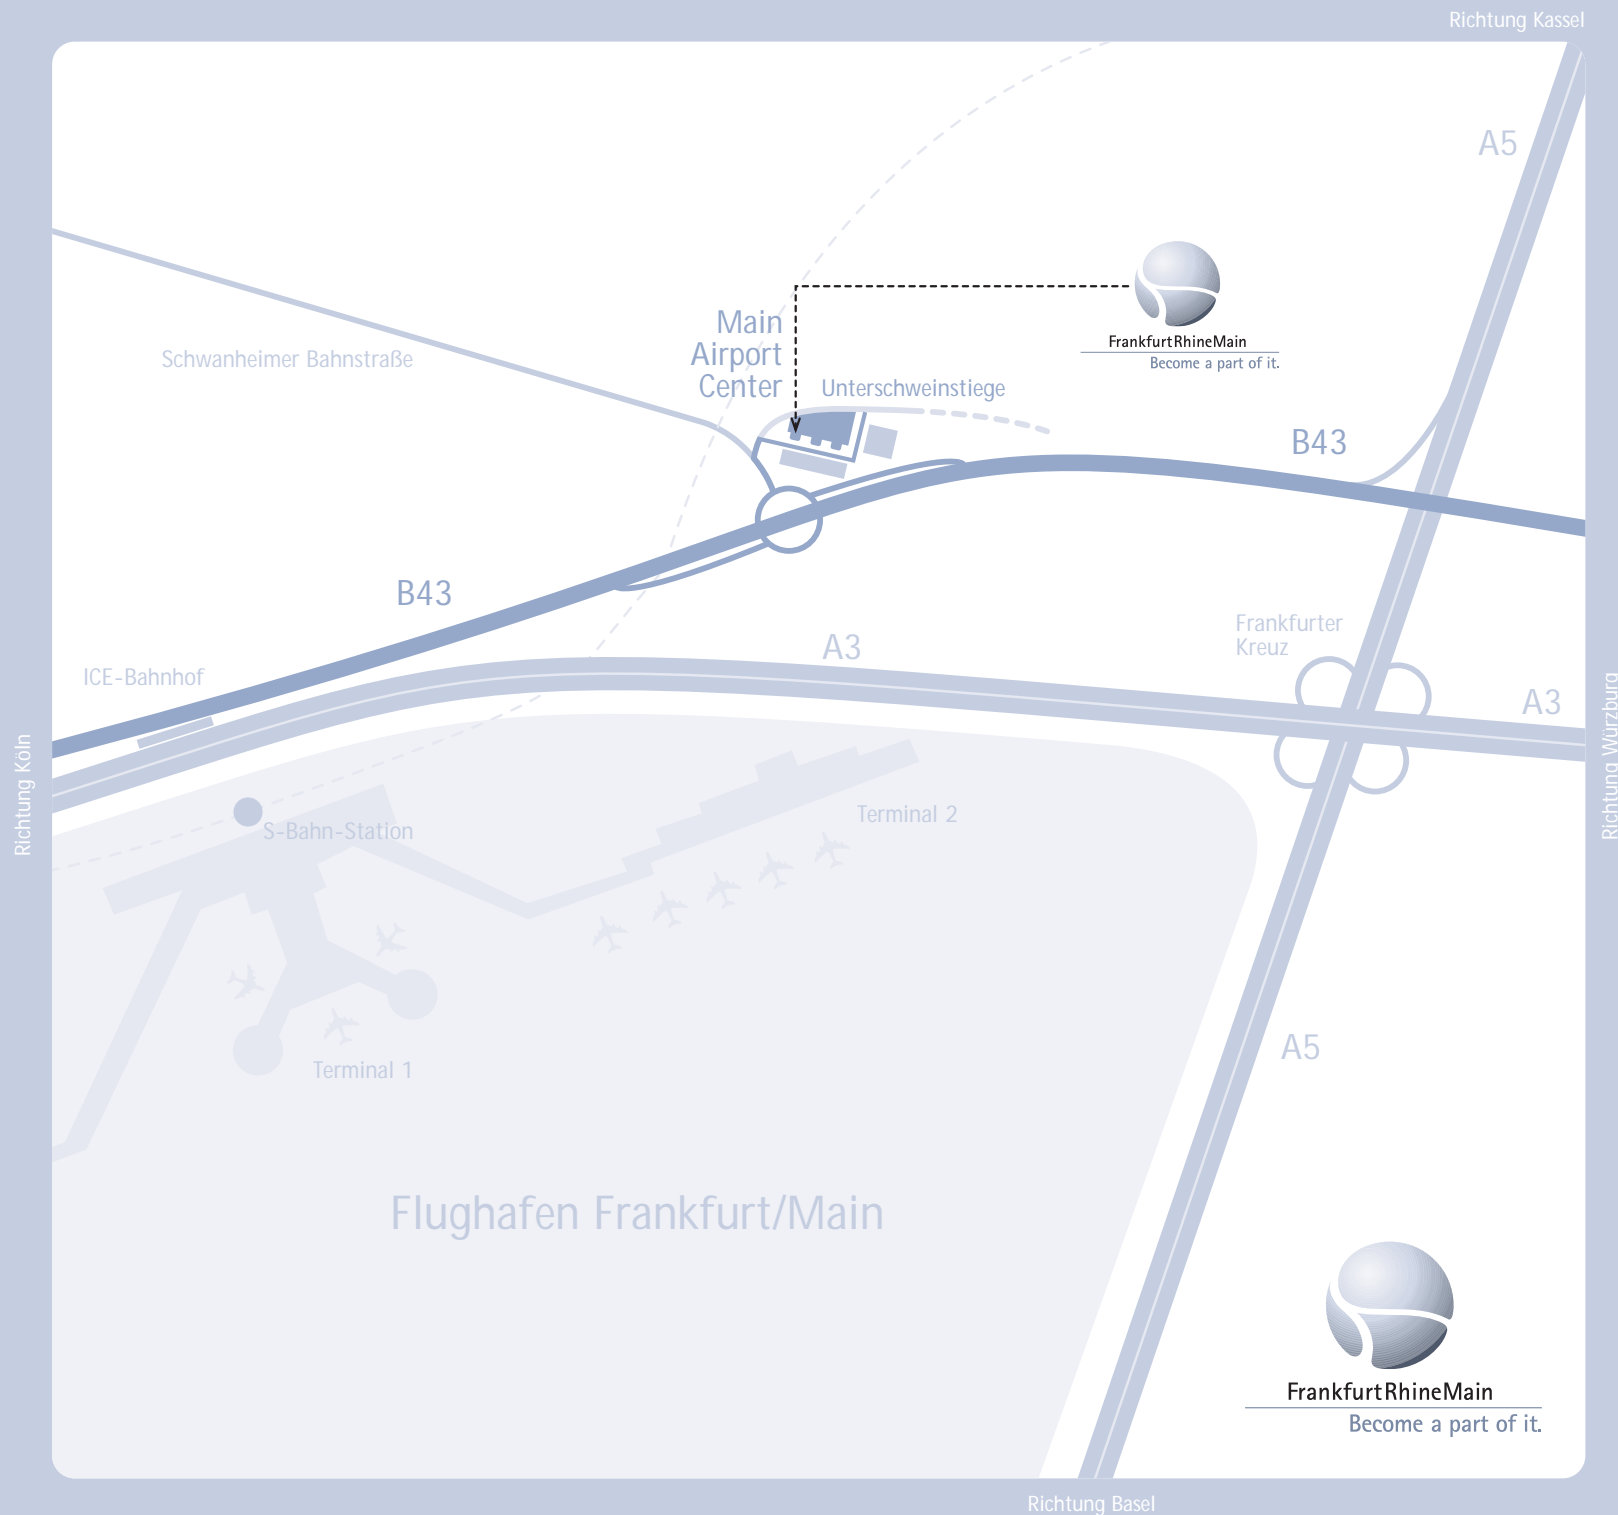 Richtung Kassel
A5
Main
Airport
Center
FrankfurtRhineMain
Become a part of it.
Schwanheimer Bahnstraße
Unterschweinstiege
B43
B43
Frankfurter
Kreuz
A3
ICE-Bahnhof
A3
Richtung Köln
Richtung Würzburg
S-Bahn-Station
Terminal 2
A5
Terminal 1
Flughafen Frankfurt/Main
FrankfurtRhineMain
Become a part of it.
Richtung Basel